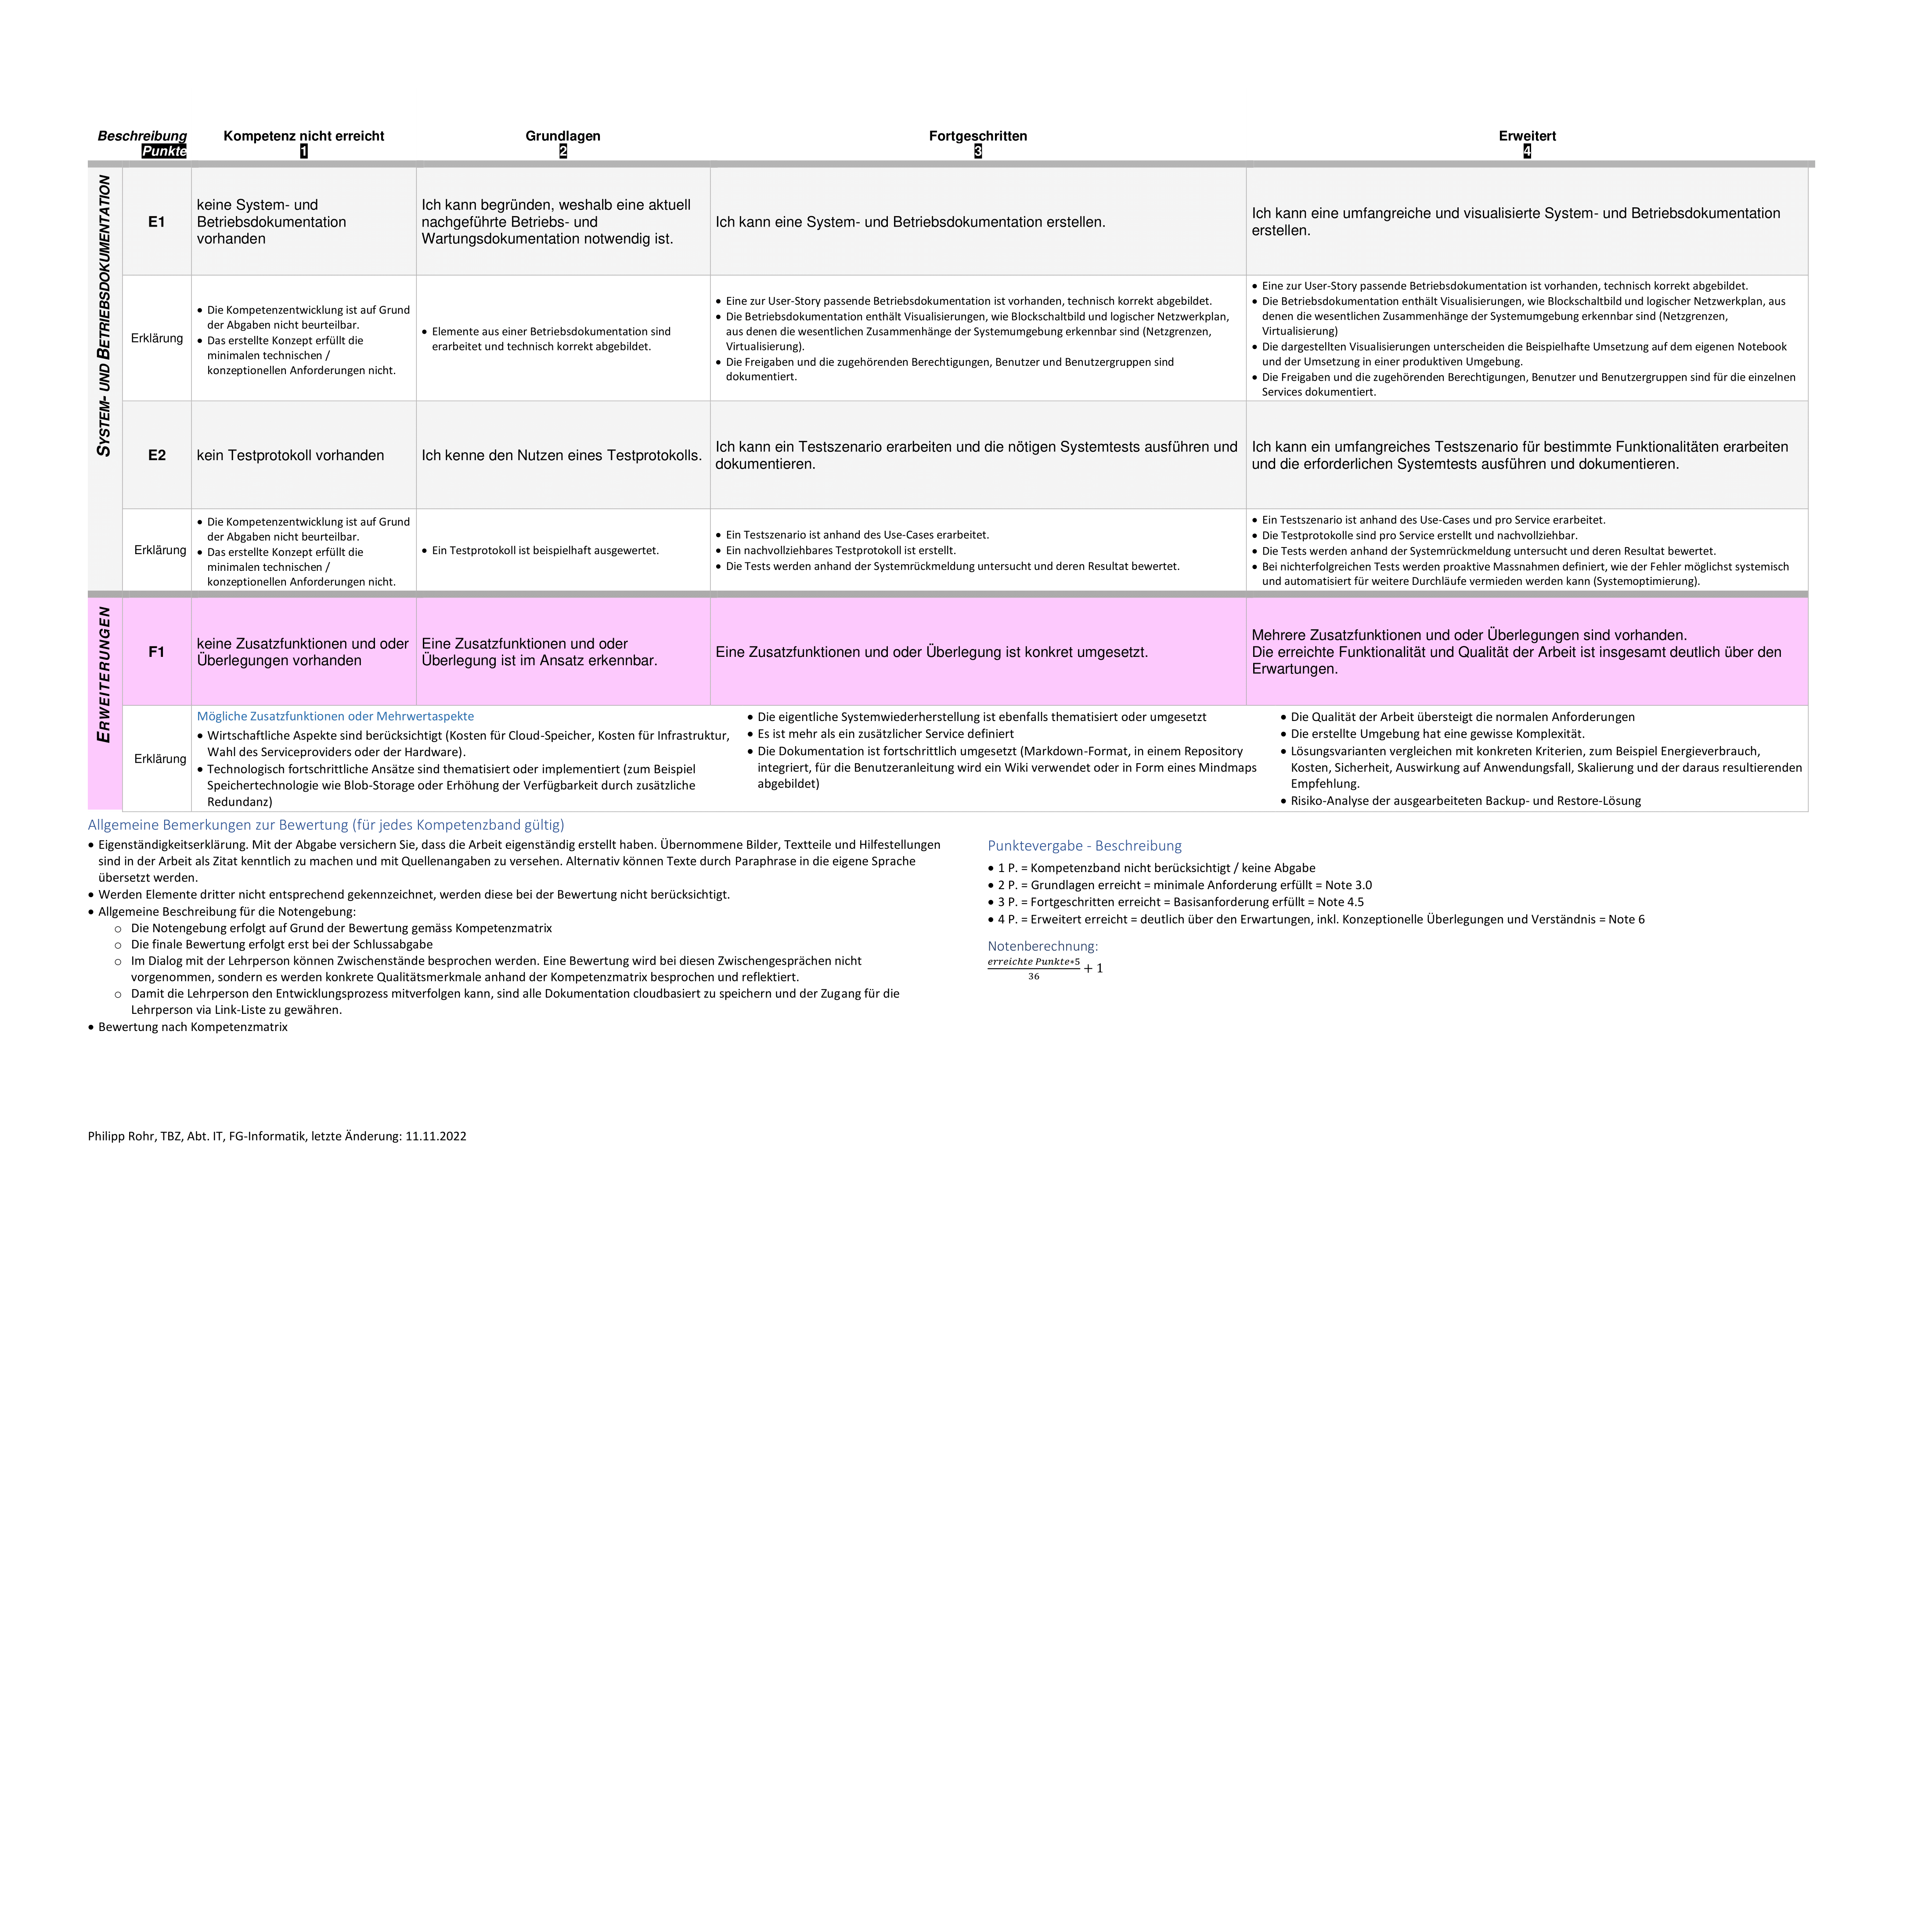 Beschreibung Kompetenz nicht erreicht Grundlagen Fortgeschritten Erweitert
Punkte 1 2 3 4
SYSTEM- UND BETRIEBSDOKUMENTATION
E1
keine System- und
Betriebsdokumentation
vorhanden
Ich kann begründen, weshalb eine aktuell
nachgeführte Betriebs- und
Wartungsdokumentation notwendig ist.
Ich kann eine System- und Betriebsdokumentation erstellen.
Ich kann eine umfangreiche und visualisierte System- und Betriebsdokumentation
erstellen.
Erklärung
• Die Kompetenzentwicklung ist auf Grund
der Abgaben nicht beurteilbar.
• Das erstellte Konzept erfüllt die
minimalen technischen /
konzeptionellen Anforderungen nicht.
• Elemente aus einer Betriebsdokumentation sind
erarbeitet und technisch korrekt abgebildet.
• Eine zur User-Story passende Betriebsdokumentation ist vorhanden, technisch korrekt abgebildet.
• Die Betriebsdokumentation enthält Visualisierungen, wie Blockschaltbild und logischer Netzwerkplan,
aus denen die wesentlichen Zusammenhänge der Systemumgebung erkennbar sind (Netzgrenzen,
Virtualisierung).
• Die Freigaben und die zugehörenden Berechtigungen, Benutzer und Benutzergruppen sind
dokumentiert.
• Eine zur User-Story passende Betriebsdokumentation ist vorhanden, technisch korrekt abgebildet.
• Die Betriebsdokumentation enthält Visualisierungen, wie Blockschaltbild und logischer Netzwerkplan, aus
denen die wesentlichen Zusammenhänge der Systemumgebung erkennbar sind (Netzgrenzen,
Virtualisierung)
• Die dargestellten Visualisierungen unterscheiden die Beispielhafte Umsetzung auf dem eigenen Notebook
und der Umsetzung in einer produktiven Umgebung.
• Die Freigaben und die zugehörenden Berechtigungen, Benutzer und Benutzergruppen sind für die einzelnen
Services dokumentiert.
E2
kein Testprotokoll vorhanden
Ich kenne den Nutzen eines Testprotokolls.
Ich kann ein Testszenario erarbeiten und die nötigen Systemtests ausführen und
dokumentieren.
Ich kann ein umfangreiches Testszenario für bestimmte Funktionalitäten erarbeiten
und die erforderlichen Systemtests ausführen und dokumentieren.
Erklärung
• Die Kompetenzentwicklung ist auf Grund
der Abgaben nicht beurteilbar.
• Das erstellte Konzept erfüllt die
minimalen technischen /
konzeptionellen Anforderungen nicht.
• Ein Testprotokoll ist beispielhaft ausgewertet.
• Ein Testszenario ist anhand des Use-Cases erarbeitet.
• Ein nachvollziehbares Testprotokoll ist erstellt.
• Die Tests werden anhand der Systemrückmeldung untersucht und deren Resultat bewertet.
• Ein Testszenario ist anhand des Use-Cases und pro Service erarbeitet.
• Die Testprotokolle sind pro Service erstellt und nachvollziehbar.
• Die Tests werden anhand der Systemrückmeldung untersucht und deren Resultat bewertet.
• Bei nichterfolgreichen Tests werden proaktive Massnahmen definiert, wie der Fehler möglichst systemisch
und automatisiert für weitere Durchläufe vermieden werden kann (Systemoptimierung).
ERWEITERUNGEN
F1
keine Zusatzfunktionen und oder
Überlegungen vorhanden
Eine Zusatzfunktionen und oder
Überlegung ist im Ansatz erkennbar.
Eine Zusatzfunktionen und oder Überlegung ist konkret umgesetzt.
Mehrere Zusatzfunktionen und oder Überlegungen sind vorhanden.
Die erreichte Funktionalität und Qualität der Arbeit ist insgesamt deutlich über den
Erwartungen.
Erklärung
Mögliche Zusatzfunktionen oder Mehrwertaspekte
• Wirtschaftliche Aspekte sind berücksichtigt (Kosten für Cloud-Speicher, Kosten für Infrastruktur,
Wahl des Serviceproviders oder der Hardware).
• Technologisch fortschrittliche Ansätze sind thematisiert oder implementiert (zum Beispiel
Speichertechnologie wie Blob-Storage oder Erhöhung der Verfügbarkeit durch zusätzliche
Redundanz)
• Die eigentliche Systemwiederherstellung ist ebenfalls thematisiert oder umgesetzt
• Es ist mehr als ein zusätzlicher Service definiert
• Die Dokumentation ist fortschrittlich umgesetzt (Markdown-Format, in einem Repository
integriert, für die Benutzeranleitung wird ein Wiki verwendet oder in Form eines Mindmaps
abgebildet)
• Die Qualität der Arbeit übersteigt die normalen Anforderungen
• Die erstellte Umgebung hat eine gewisse Komplexität.
• Lösungsvarianten vergleichen mit konkreten Kriterien, zum Beispiel Energieverbrauch,
Kosten, Sicherheit, Auswirkung auf Anwendungsfall, Skalierung und der daraus resultierenden
Empfehlung.
• Risiko-Analyse der ausgearbeiteten Backup- und Restore-Lösung
Allgemeine Bemerkungen zur Bewertung (für jedes Kompetenzband gültig)
• Eigenständigkeitserklärung. Mit der Abgabe versichern Sie, dass die Arbeit eigenständig erstellt haben. Übernommene Bilder, Textteile und Hilfestellungen
sind in der Arbeit als Zitat kenntlich zu machen und mit Quellenangaben zu versehen. Alternativ können Texte durch Paraphrase in die eigene Sprache
übersetzt werden.
• Werden Elemente dritter nicht entsprechend gekennzeichnet, werden diese bei der Bewertung nicht berücksichtigt.
• Allgemeine Beschreibung für die Notengebung:
o Die Notengebung erfolgt auf Grund der Bewertung gemäss Kompetenzmatrix
o Die finale Bewertung erfolgt erst bei der Schlussabgabe
o Im Dialog mit der Lehrperson können Zwischenstände besprochen werden. Eine Bewertung wird bei diesen Zwischengesprächen nicht
vorgenommen, sondern es werden konkrete Qualitätsmerkmale anhand der Kompetenzmatrix besprochen und reflektiert.
o Damit die Lehrperson den Entwicklungsprozess mitverfolgen kann, sind alle Dokumentation cloudbasiert zu speichern und der Zugang für die
Lehrperson via Link-Liste zu gewähren.
• Bewertung nach Kompetenzmatrix
Punktevergabe - Beschreibung
• 1 P. = Kompetenzband nicht berücksichtigt / keine Abgabe
• 2 P. = Grundlagen erreicht = minimale Anforderung erfüllt = Note 3.0
• 3 P. = Fortgeschritten erreicht = Basisanforderung erfüllt = Note 4.5
• 4 P. = Erweitert erreicht = deutlich über den Erwartungen, inkl. Konzeptionelle Überlegungen und Verständnis = Note 6
Notenberechnung:
erreichte Punkte*5
36
+ 1
Philipp Rohr, TBZ, Abt. IT, FG-Informatik, letzte Änderung: 11.11.2022